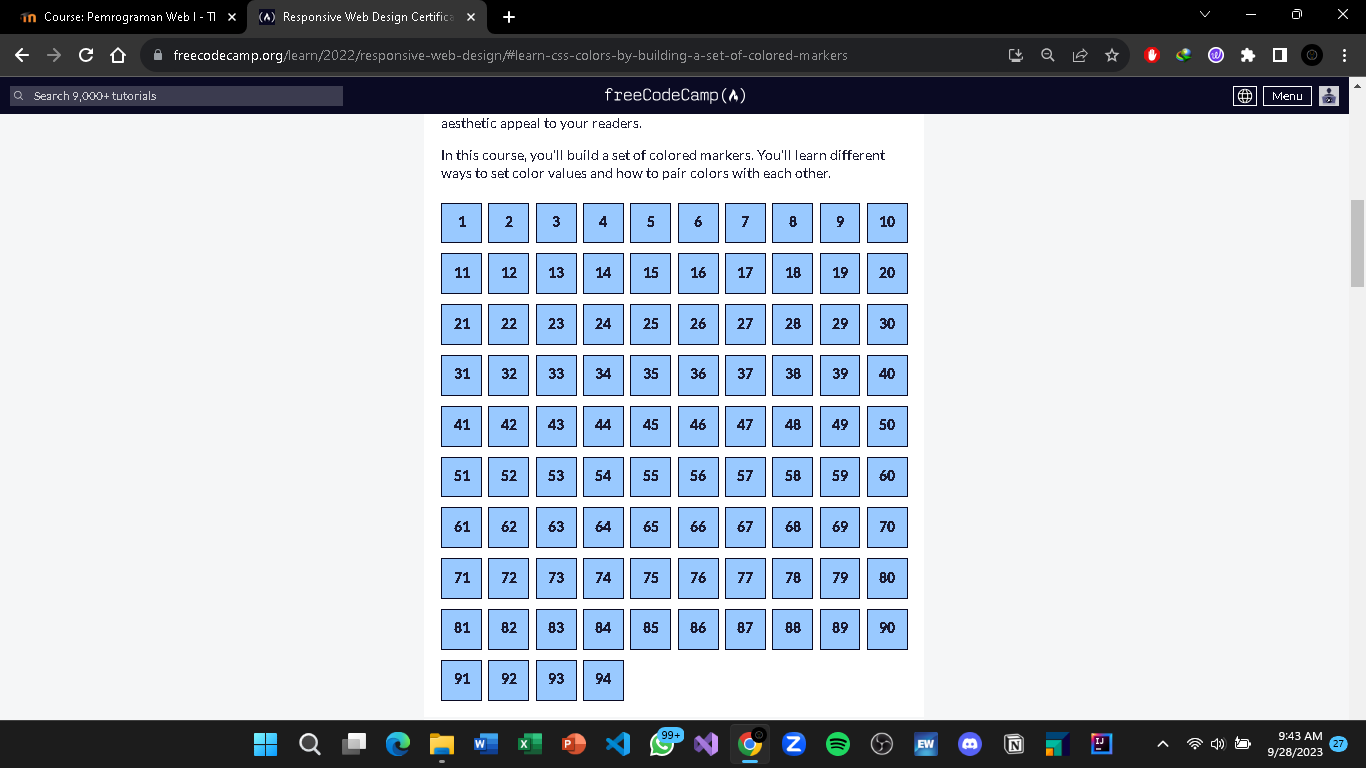 Course: Pemrograman Web I - TI
Responsive Web Design Certifica
freecodecamp.org/learn/2022/responsive-web-design/#learn-css-colors-by-building-a-set-of-colored-markers
Search 9,000+ tutorials
freeCodeCamp
Menu
aesthetic appeal to your readers.
In this course, you'll build a set of colored markers. You'll learn different
ways to set color values and how to pair colors with each other.
1 2 3 4 5 6 7 8 9 10
11 12 13 14 15 16 17 18 19 20
21 22 23 24 25 26 27 28 29 30
31 32 33 34 35 36 37 38 39 40
41 42 43 44 45 46 47 48 49 50
51 52 53 54 55 56 57 58 59 60
61 62 63 64 65 66 67 68 69 70
71 72 73 74 75 76 77 78 79 80
81 82 83 84 85 86 87 88 89 90
91 92 93 94
99+
EW
9:43 AM
9/28/2023
27